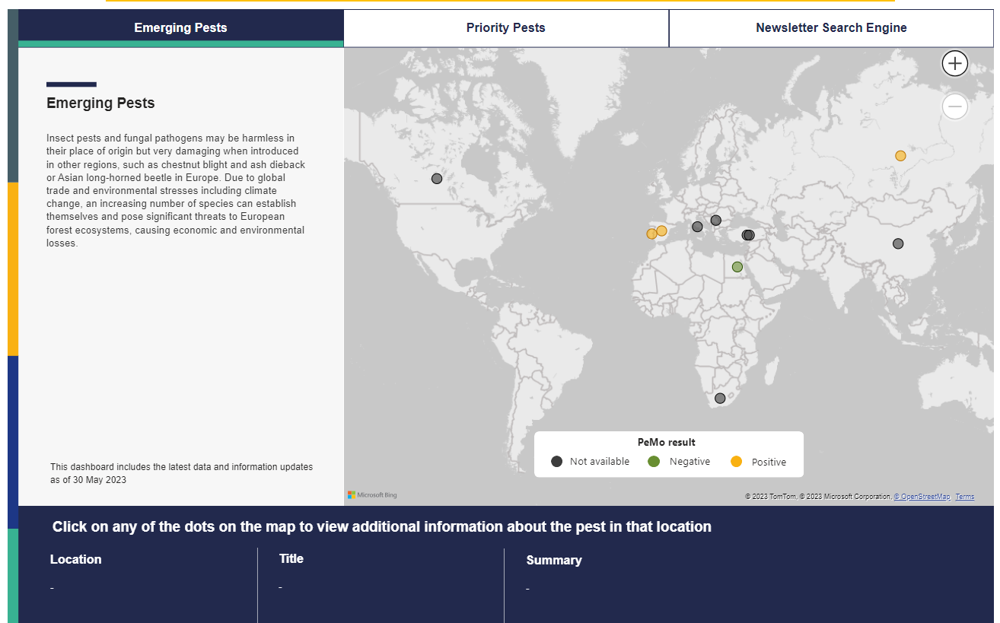 Emerging Pests
Priority Pests
Newsletter Search Engine
Emerging Pests
Insect pests and fungal pathogens may be harmless in
their place of origin but very damaging when introduced
in other regions, such as chestnut blight and ash dieback
or Asian long-horned beetle in Europe. Due to global
trade and environmental stresses including climate
change, an increasing number of species can establish
themselves and pose significant threats to European
forest ecosystems, causing economic and environmental
losses.
This dashboard includes the latest data and information updates
as of 30 May 2023
PeMo result
Not available
Negative
Positive
Microsoft Bing
© 2023 TomTom, © 2023 Microsoft Corporation, © OpenStreetMap Terms
Click on any of the dots on the map to view additional information about the pest in that location
Location
Title
Summary
-
-
-